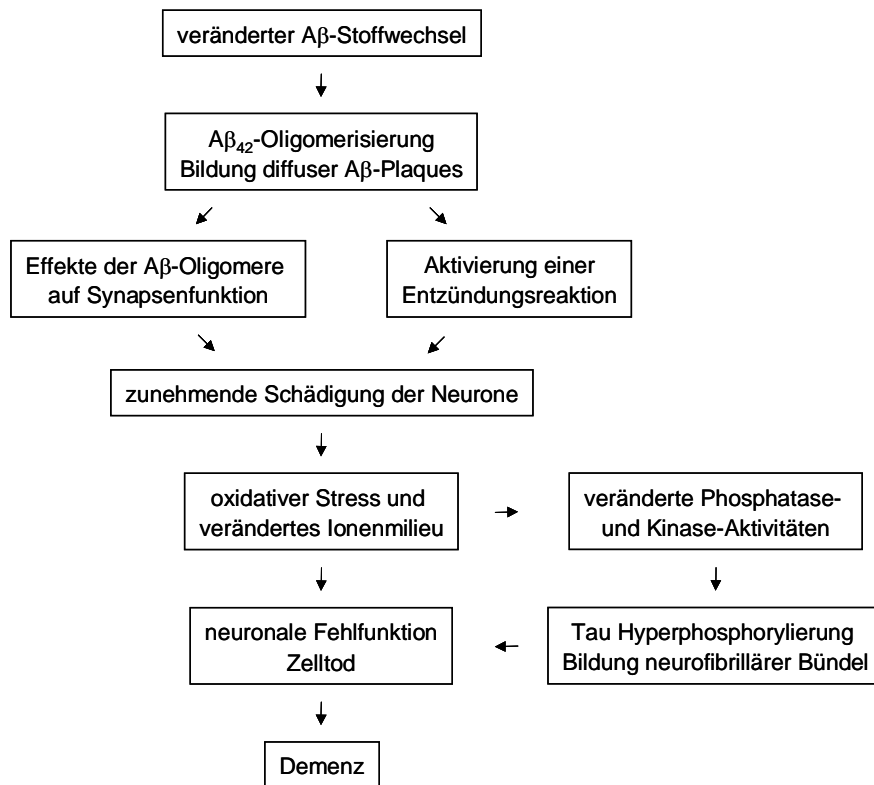 veränderter Aβ-Stoffwechsel
Aβ₄₂-Oligomerisierung
Bildung diffuser Aβ-Plaques
Effekte der Aβ-Oligomere
auf Synapsenfunktion
Aktivierung einer
Entzündungsreaktion
zunehmende Schädigung der Neurone
oxidativer Stress und
verändertes Ionenmilieu
veränderte Phosphatase-
und Kinase-Aktivitäten
neuronale Fehlfunktion
Zelltod
Tau Hyperphosphorylierung
Bildung neurofibrillärer Bündel
Demenz